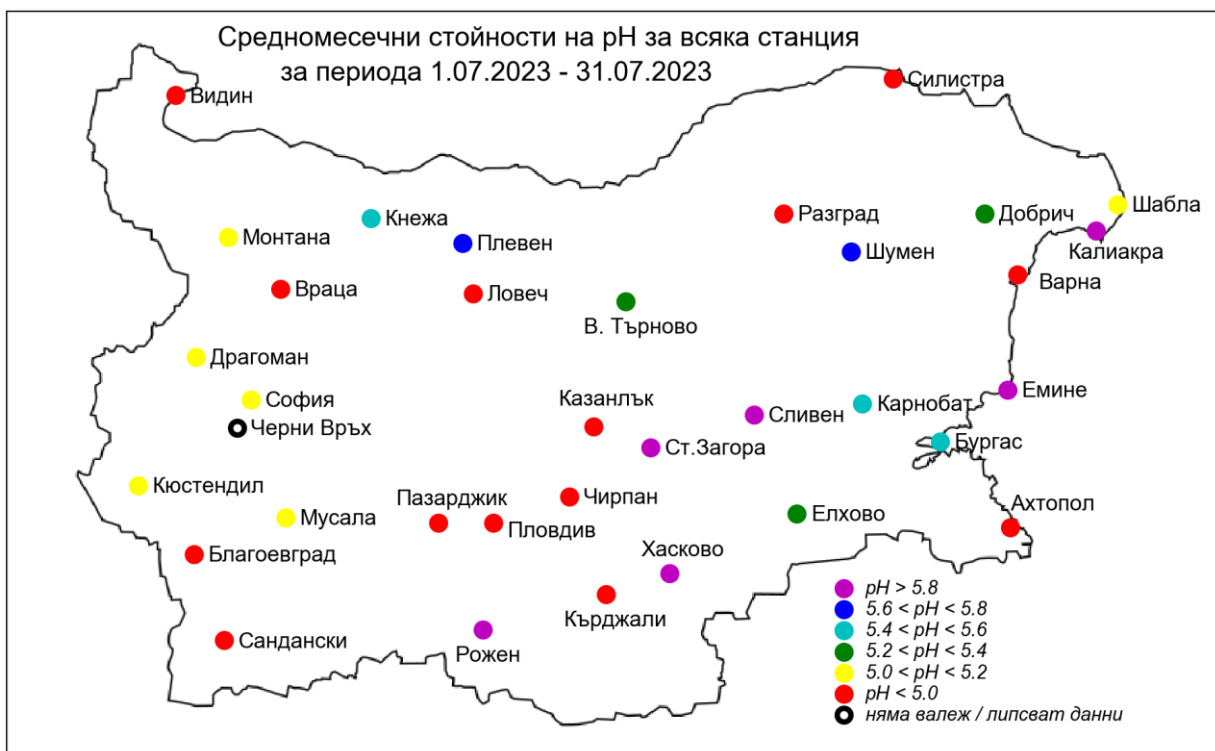 Средномесечни стойности на pH за всяка станция
за периода 1.07.2023 - 31.07.2023
Силистра
Видин
Шабла
Разград
Добрич
Кнежа
Монтана
Плевен
Шумен
Калиакра
Варна
Враца
Ловеч
В. Търново
Драгоман
София
Казанлък
Сливен
Карнобат
Емине
Черни Връх
Ст.Загора
Бургас
Кюстендил
Пазарджик
Чирпан
Ахтопол
Мусала
Пловдив
Елхово
Благоевград
Хасково
Кърджали
Сандански
Рожен
pH > 5.8
5.6 < pH < 5.8
5.4 < pH < 5.6
5.2 < pH < 5.4
5.0 < pH < 5.2
pH < 5.0
няма валеж / липсват данни